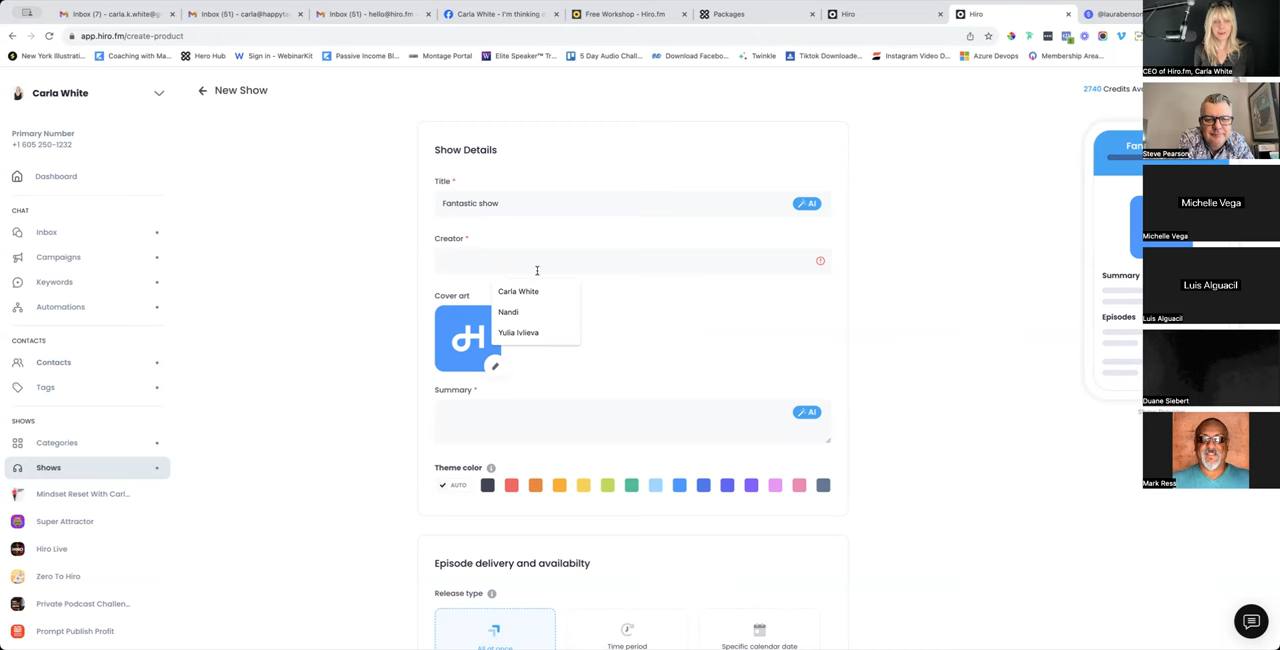 Inbox (7) - carla.k.white@g
Inbox (51) - carla@happyta
Inbox (51) - hello@hiro.fm
Carla White - I'm thinking
Free Workshop - Hiro.fm
Packages
Hiro
Hiro
@laurabenson
app.hiro.fm/create-product
New York Illustrati...
Coaching with Ma...
Hero Hub
Sign in - WebinarKit
Passive Income Bl...
Montage Portal
Elite Speaker™ Tr...
5 Day Audio Chall...
Download Facebo...
Twinkle
Tiktok Downloade...
Instagram Video D...
Azure Devops
Membership Area...
Carla White
Primary Number
+1 605 250-1232
Dashboard
CHAT
Inbox
Campaigns
Keywords
Automations
CONTACTS
Contacts
Tags
SHOWS
Categories
Shows
Mindset Reset With Carl...
Super Attractor
Hiro Live
Zero To Hiro
Private Podcast Challen...
Prompt Publish Profit
New Show
2740 Credits Av
Show Details
Title *
Fantastic show
AI
Creator *
Carla White
Nandi
Yulia Ivlieva
Cover art
Summary *
AI
Theme color
AUTO
Episode delivery and availabilty
Release type
All at once
Time period
Specific calendar date
Fan
Summary
Episodes
CEO of Hiro.fm, Carla White
Steve Pearson
Michelle Vega
Michelle Vega
Luis Alguacil
Luis Alguacil
Duane Siebert
Mark Ress